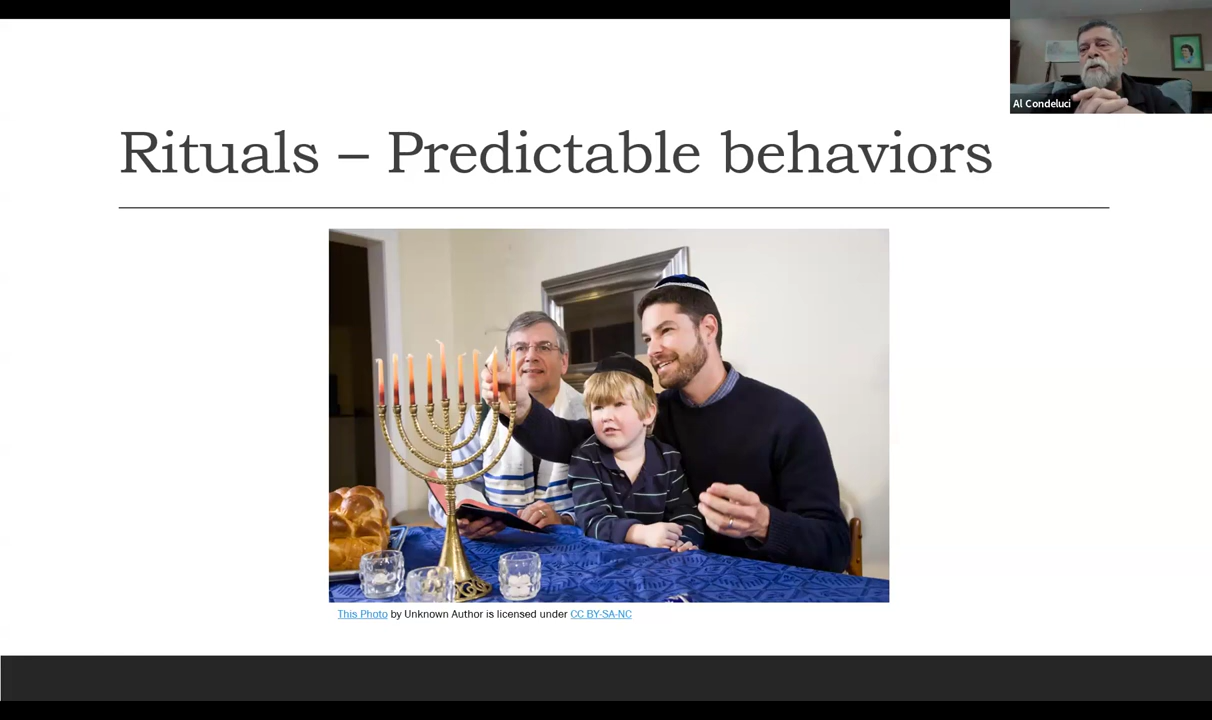 Al Condeluci
Rituals – Predictable behaviors
This Photo by Unknown Author is licensed under CC BY-SA-NC